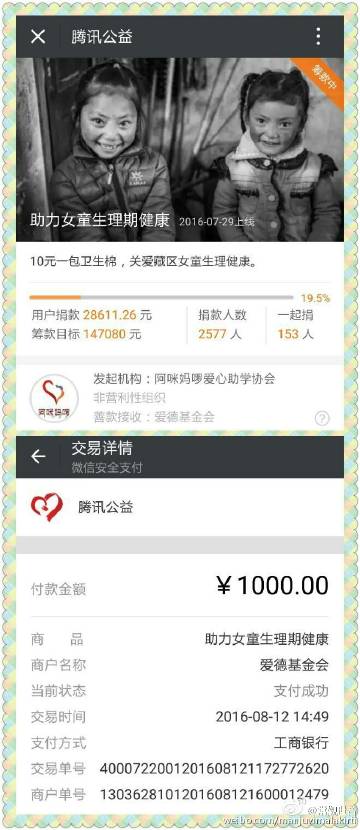 腾讯公益
筹款中
助力女童生理期健康 2016-07-29上线
10元一包卫生棉，关爱藏区女童生理健康。
19.5%
用户捐款 28611.26 元 捐款人数 一起捐
筹款目标 147080 元 2577 人 153 人
发起机构：阿咪妈啰爱心助学协会
非营利性组织
阿咪妈啰
善款接收：爱德基金会 ?
交易详情
微信安全支付
腾讯公益
付款金额 ￥1000.00
商 品 助力女童生理期健康
商户名称 爱德基金会
当前状态 支付成功
交易时间 2016-08-12 14:49
支付方式 工商银行
交易单号 4000722001201608121172772620
商户单号 1303628101201608121600012479